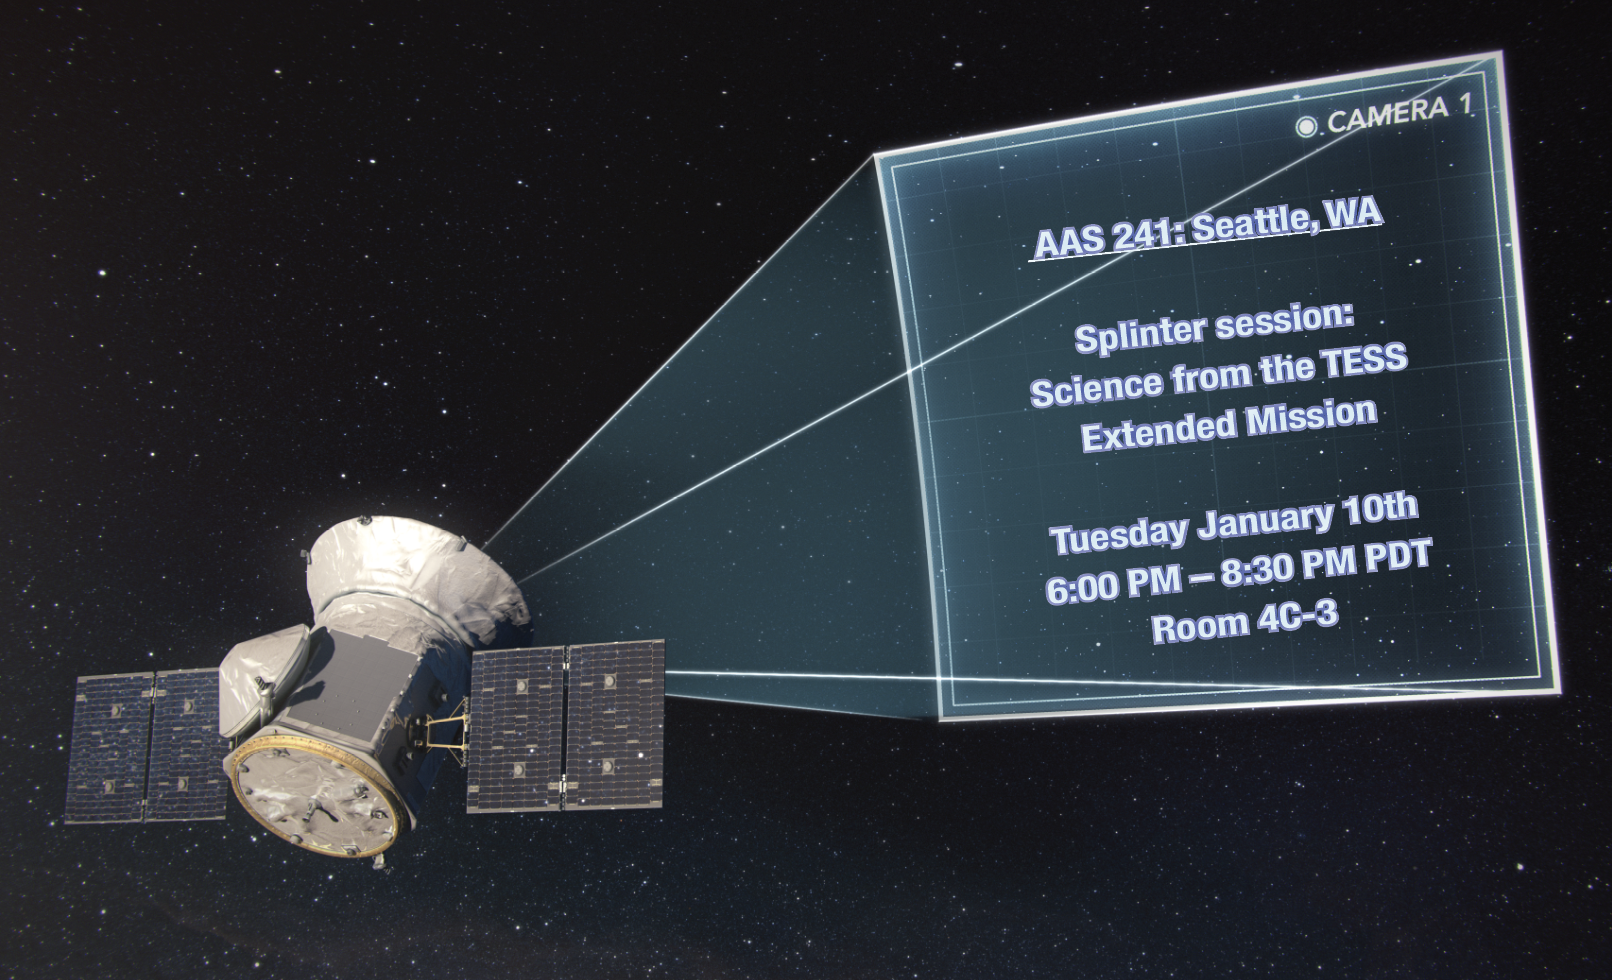 CAMERA 1
AAS 241: Seattle, WA
Splinter session:
Science from the TESS
Extended Mission
Tuesday January 10th
6:00 PM – 8:30 PM PDT
Room 4C-3